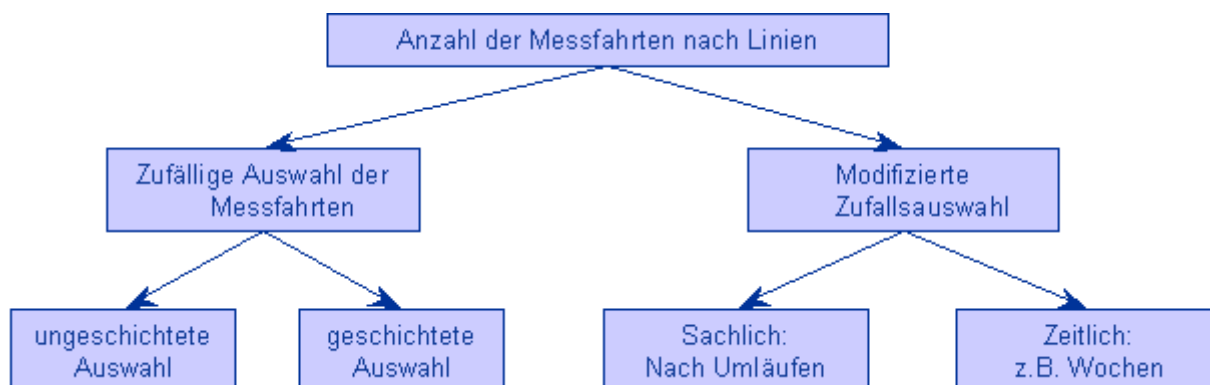 Anzahl der Messfahrten nach Linien
Zufällige Auswahl der
Messfahrten
Modifizierte
Zufallsauswahl
ungeschichtete
Auswahl
geschichtete
Auswahl
Sachlich:
Nach Umläufen
Zeitlich:
z.B. Wochen